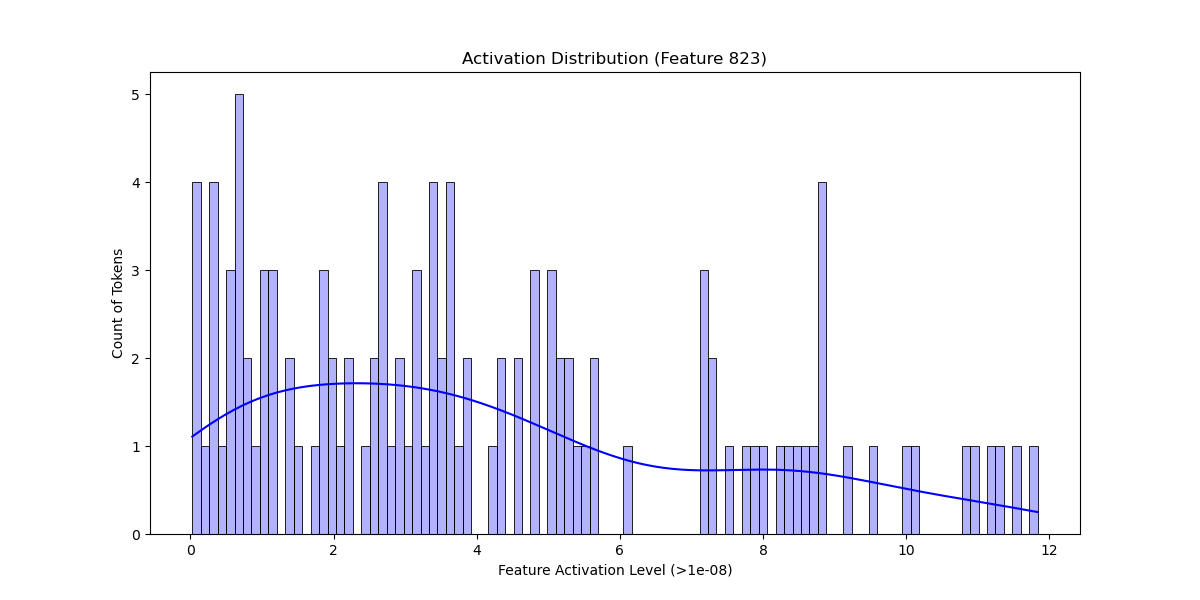 Activation Distribution (Feature 823)
5
4
3
2
1
0
Count of Tokens
0 2 4 6 8 10 12
Feature Activation Level (>1e-08)